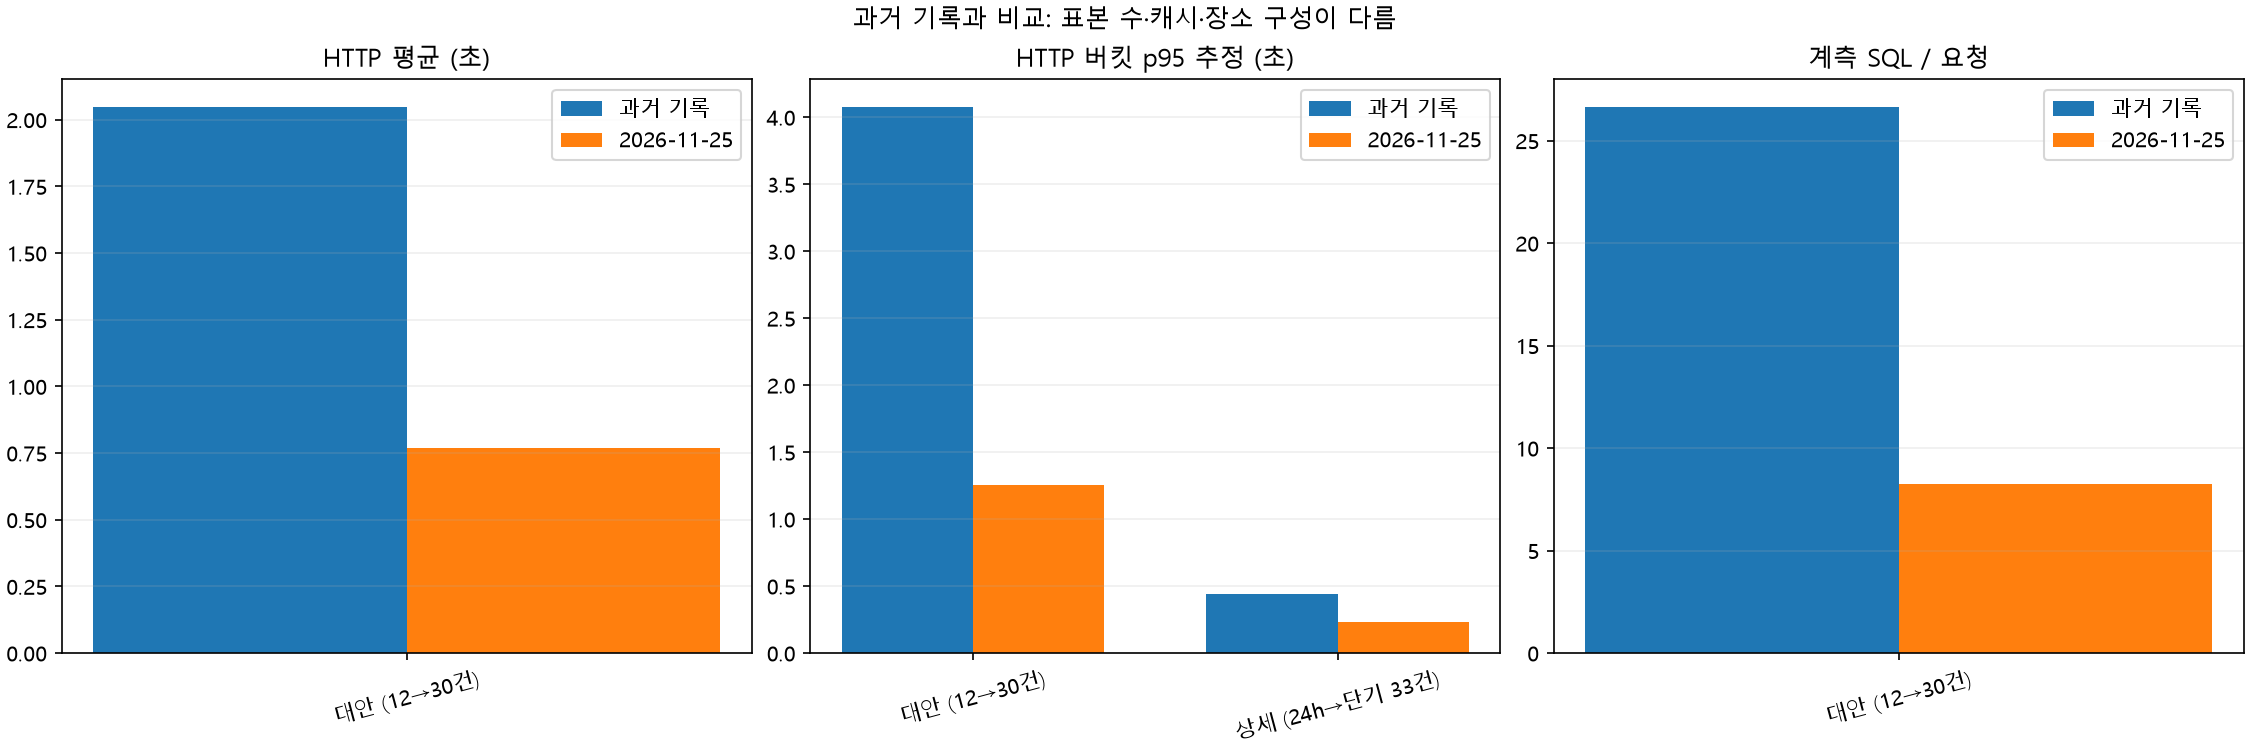 과거 기록과 비교: 표본 수·캐시·장소 구성이 다름
HTTP 평균 (초)
과거 기록
2026-11-25
2.00
1.75
1.50
1.25
1.00
0.75
0.50
0.25
0.00
대안 (12→30건)
HTTP 버킷 p95 추정 (초)
과거 기록
2026-11-25
4.0
3.5
3.0
2.5
2.0
1.5
1.0
0.5
0.0
대안 (12→30건)
상세 (24h→단기 33건)
계측 SQL / 요청
과거 기록
2026-11-25
25
20
15
10
5
0
대안 (12→30건)